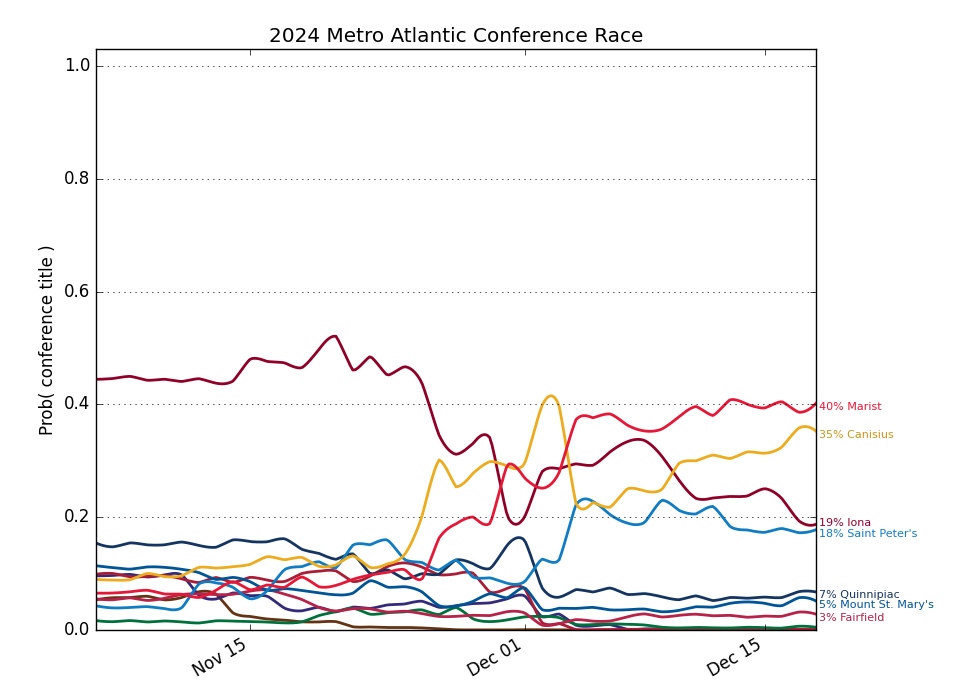 2024 Metro Atlantic Conference Race
Prob( conference title )
1.0
0.8
0.6
0.4
0.2
0.0
Nov 15
Dec 01
Dec 15
40% Marist
35% Canisius
19% Iona
18% Saint Peter's
7% Quinnipiac
5% Mount St. Mary's
3% Fairfield